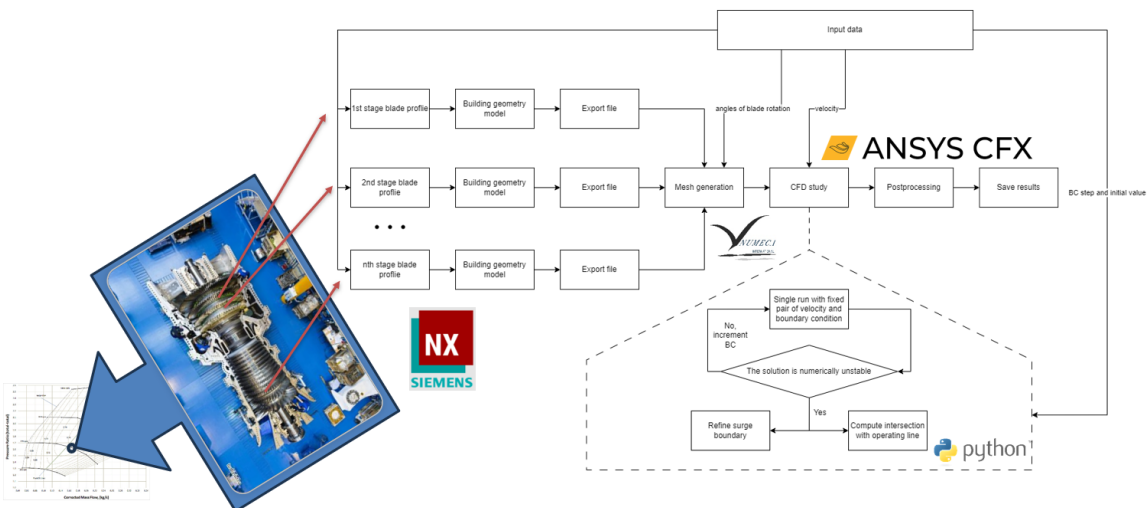 Input data
1st stage blade profile
Building geometry
model
Export file
angles of blade rotation
velocity
ANSYS CFX
2nd stage blade
profile
Building geometry
model
Export file
Mesh generation
CFD study
Postprocessing
Save results
BC step and initial value
• • •
NUMECA
nth stage blade
profile
Building geometry
model
Export file
Single run with fixed
pair of velocity and
boundary condition
No,
increment
BC
NX
SIEMENS
The solution is numerically unstable
Yes
Refine surge
boundary
Compute intersection
with operating line
python
Pressure Ratio (total-total)
Corrected Mass Flow, [kg/s]